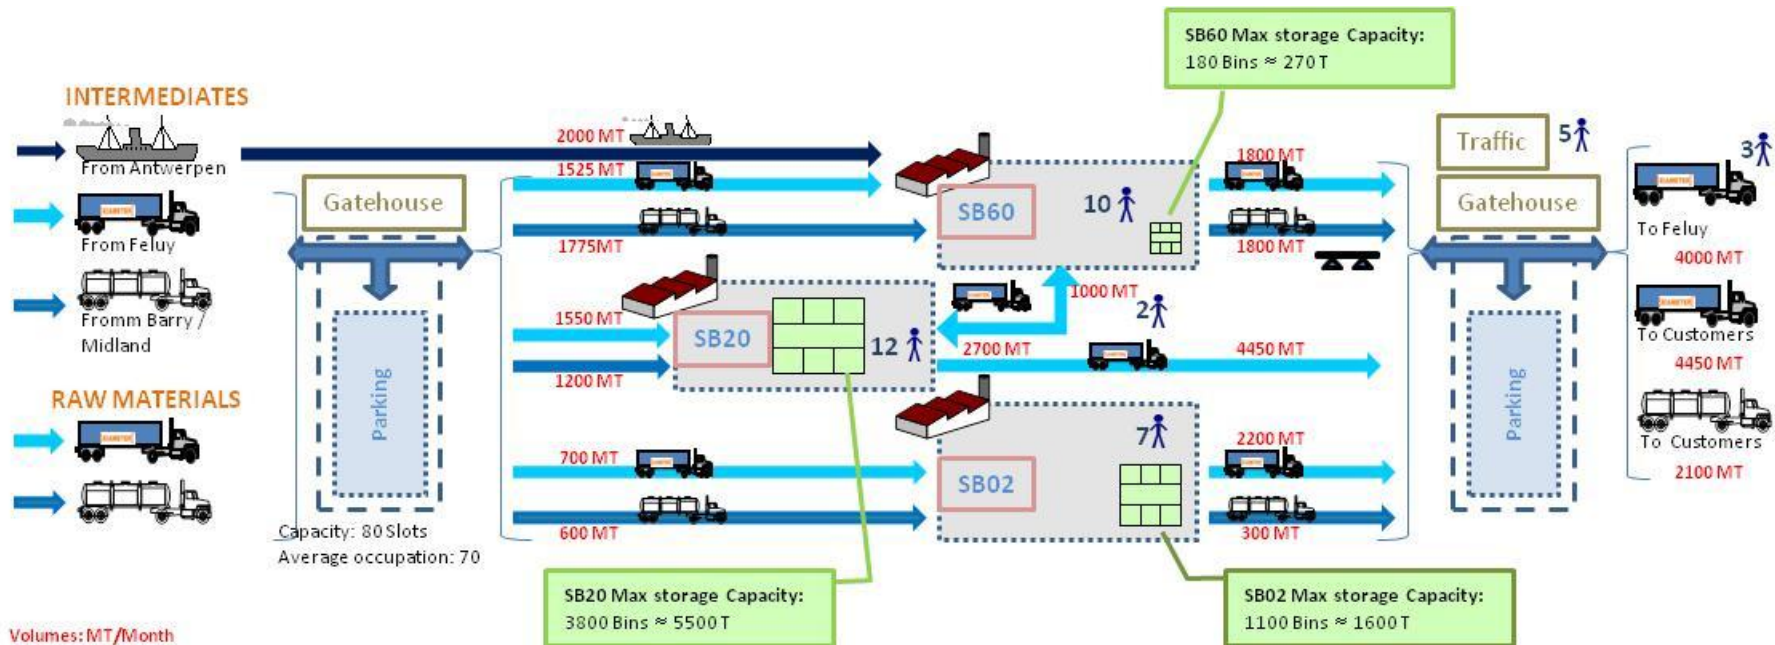 SB60 Max storage Capacity:
180 Bins ≈ 270 T
INTERMEDIATES
From Antwerpen
From Feluy
Fromm Barry /
Midland
RAW MATERIALS
Gatehouse
Parking
Capacity: 80 Slots
Average occupation: 70
2000 MT
1525 MT
1775MT
1550 MT
1200 MT
700 MT
600 MT
SB60
10
SB20
12
SB02
7
1000 MT
2
2700 MT
4450 MT
1800 MT
1800 MT
2200 MT
300 MT
Traffic
5
Gatehouse
Parking
3
To Feluy
4000 MT
To Customers
4450 MT
To Customers
2100 MT
SB20 Max storage Capacity:
3800 Bins ≈ 5500 T
SB02 Max storage Capacity:
1100 Bins ≈ 1600 T
Volumes: MT/Month